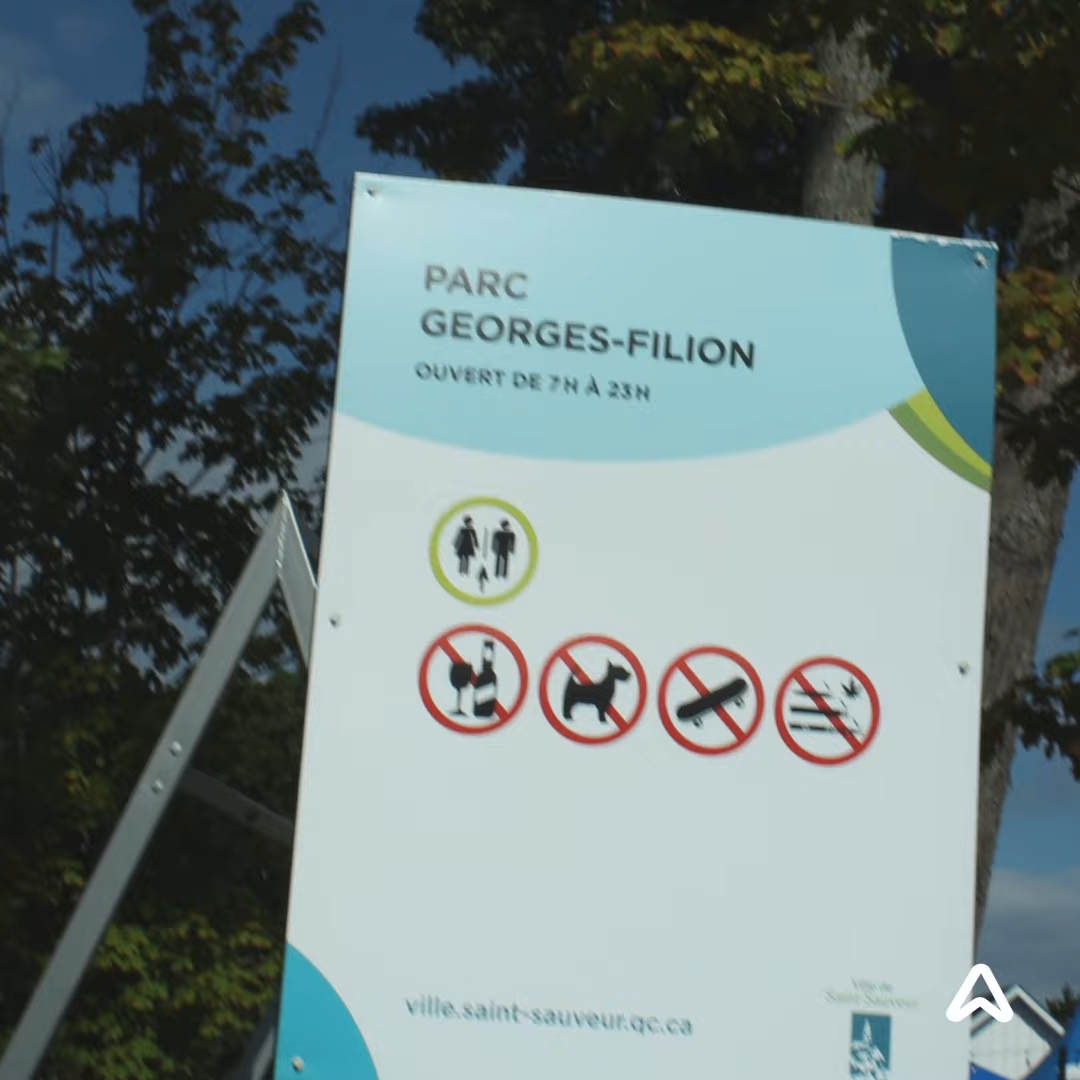 PARC
GEORGES-FILION
OUVERT DE 7H À 23H
ville.saint-sauveur.qc.ca
Ville de
Saint-Sauveur